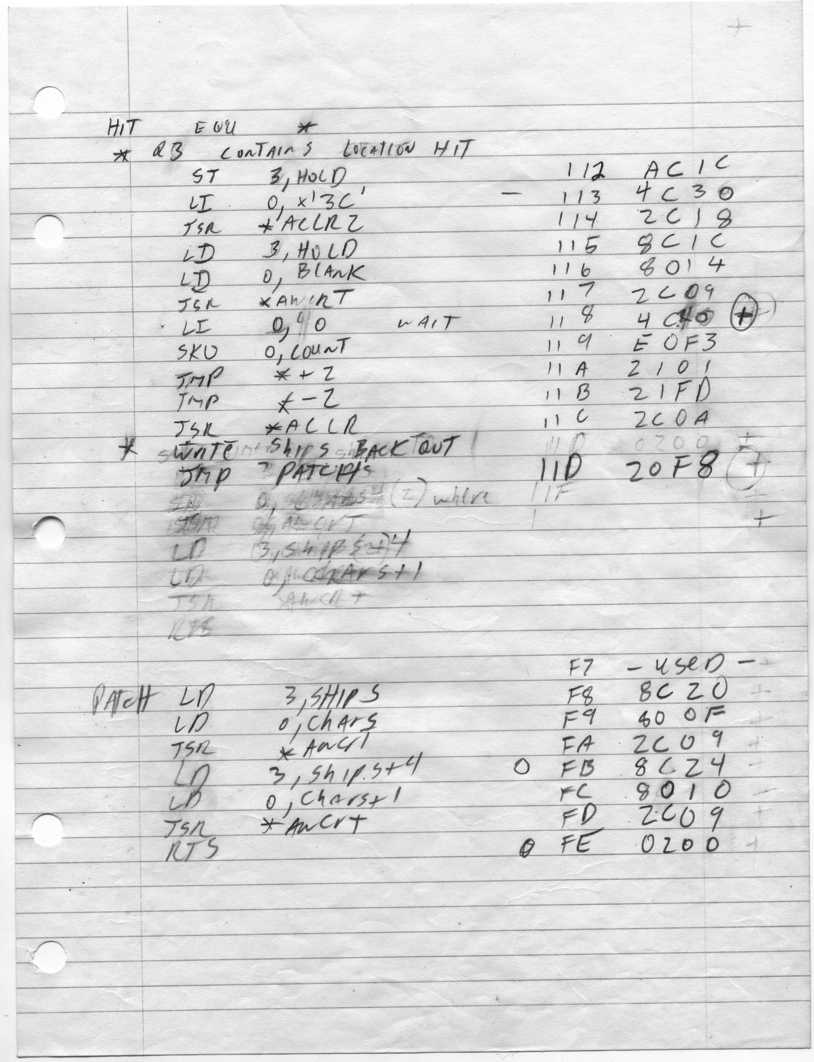 HIT EQU *
* R3 CONTAINS LOCATION HIT
ST 3,HOLD 112 AC1C
LI 0,X'3C' - 113 4C30
JSR *ACLR2 114 2C18
LD 3,HOLD 115 8C1C
LD 0,BLANK 116 8014
JSR *AWCRT 117 2C09
LI 0,40 WAIT 118 4C40 +
SKG 0,COUNT 119 E0F3
JMP *+2 11A 2101
JMP *-2 11B 21FD
JSR *ACLR 11C 2C0A
* WRITE SHIPS BACK OUT 11D 0200 +
JMP PATCH 11D 20F8 +
(2) where 11F
LD 3,SHIPS+4
LD 0,CHARS+1
JSR AWCRT
RTS
F7 - USED -
PATCH LD 3,SHIPS F8 8C20
LD 0,CHArS F9 800F
JSR *AWCrT FA 2C09
LD 3,ShIPS+4 0 FB 8C24
LD 0,Chars+1 FC 8010
JSR *AWCrt FD 2C09
RTS 0 FE 0200